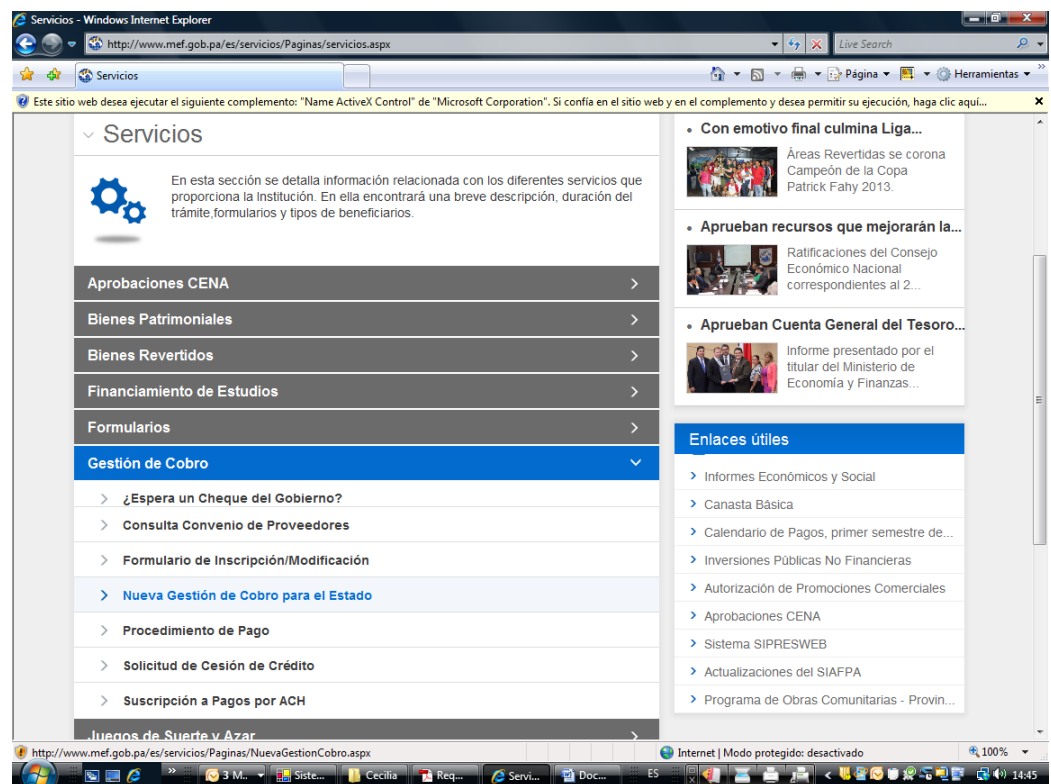 Servicios - Windows Internet Explorer
http://www.mef.gob.pa/es/servicios/Paginas/servicios.aspx
Live Search
Servicios
Página
Herramientas
Este sitio web desea ejecutar el siguiente complemento: "Name ActiveX Control" de "Microsoft Corporation". Si confía en el sitio web y en el complemento y desea permitir su ejecución, haga clic aquí...
Servicios
En esta sección se detalla información relacionada con los diferentes servicios que
proporciona la Institución. En ella encontrará una breve descripción, duración del
trámite,formularios y tipos de beneficiarios.
Aprobaciones CENA
Bienes Patrimoniales
Bienes Revertidos
Financiamiento de Estudios
Formularios
Gestión de Cobro
¿Espera un Cheque del Gobierno?
Consulta Convenio de Proveedores
Formulario de Inscripción/Modificación
Nueva Gestión de Cobro para el Estado
Procedimiento de Pago
Solicitud de Cesión de Crédito
Suscripción a Pagos por ACH
Juegos de Suerte y Azar
Con emotivo final culmina Liga...
Áreas Revertidas se corona
Campeón de la Copa
Patrick Fahy 2013.
Aprueban recursos que mejorarán la...
Ratificaciones del Consejo
Económico Nacional
correspondientes al 2...
Aprueban Cuenta General del Tesoro...
Informe presentado por el
titular del Ministerio de
Economía y Finanzas...
Enlaces útiles
Informes Económicos y Social
Canasta Básica
Calendario de Pagos, primer semestre de...
Inversiones Públicas No Financieras
Autorización de Promociones Comerciales
Aprobaciones CENA
Sistema SIPRESWEB
Actualizaciones del SIAFPA
Programa de Obras Comunitarias - Provin...
http://www.mef.gob.pa/es/servicios/Paginas/NuevaGestionCobro.aspx
Internet | Modo protegido: desactivado
100%
3 M...
Siste...
Cecilia
Req...
Servi...
Doc...
ES
14:45